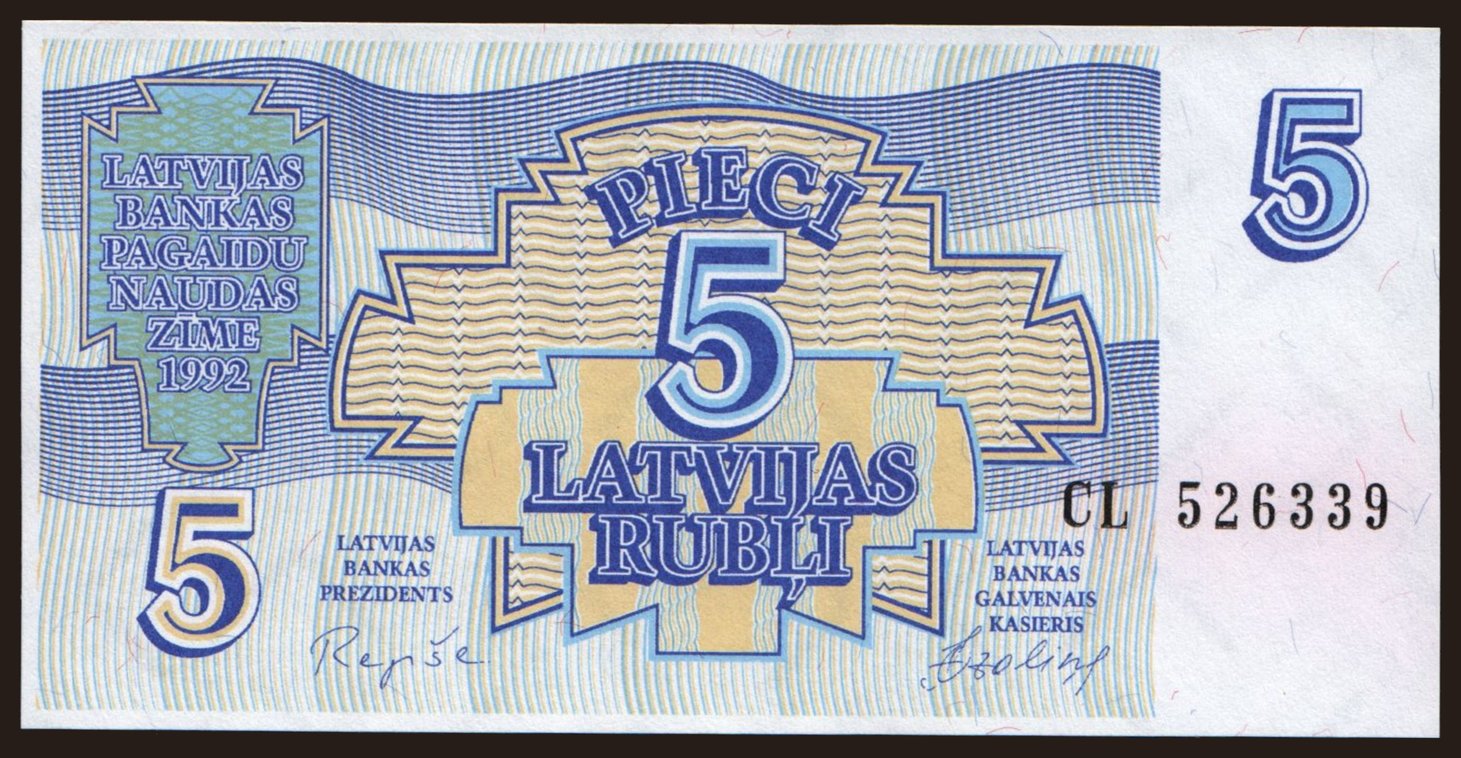 LATVIJAS
BANKAS
PAGAIDU
NAUDAS
ZĪME
1992
PIECI
5
5
LATVIJAS
RUBĻI
CL 526339
5
LATVIJAS
BANKAS
PREZIDENTS
Repše
LATVIJAS
BANKAS
GALVENAIS
KASIERIS